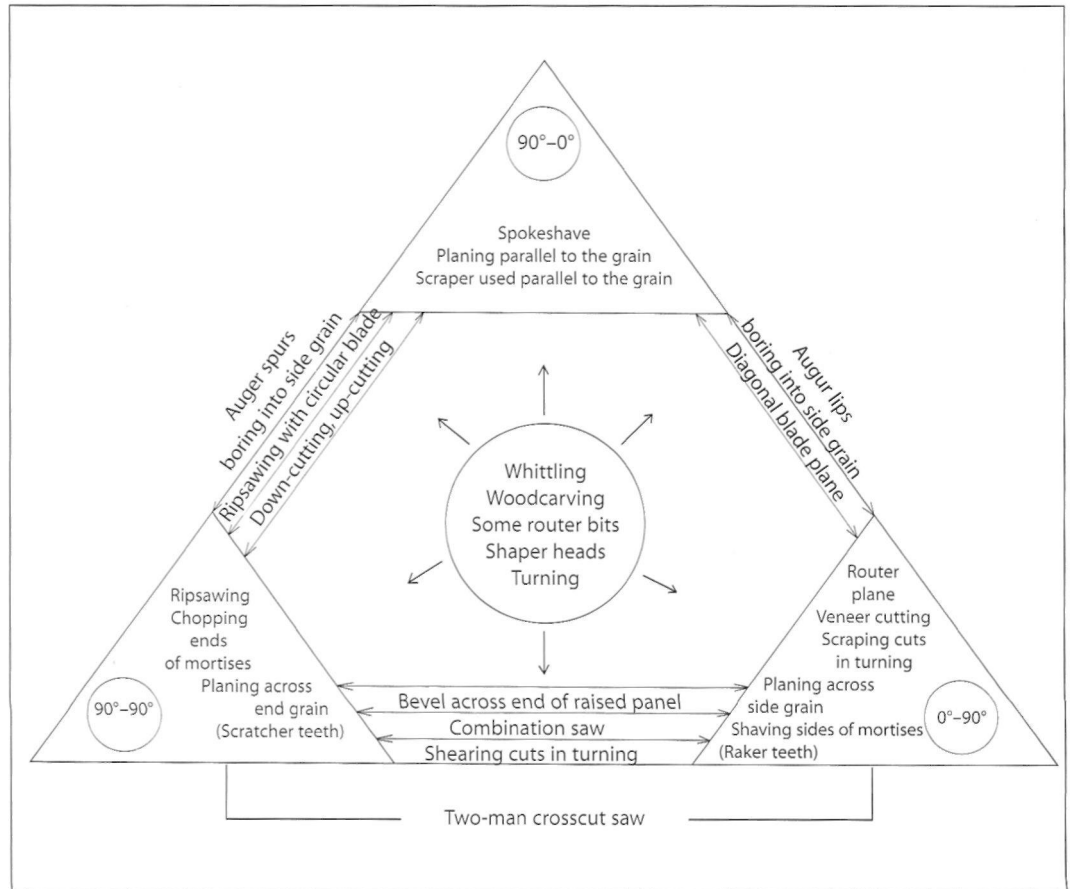 90°–0°
Spokeshave
Planing parallel to the grain
Scraper used parallel to the grain
Auger spurs
boring into side grain
Ripsawing with circular blade
Down-cutting, up-cutting
Augur lips
boring into side grain
Diagonal blade plane
Whittling
Woodcarving
Some router bits
Shaper heads
Turning
Ripsawing
Chopping
ends
of mortises
Planing across
end grain
(Scratcher teeth)
90°–90°
Router
plane
Veneer cutting
Scraping cuts
in turning
Planing across
side grain
Shaving sides of mortises
(Raker teeth)
0°–90°
Bevel across end of raised panel
Combination saw
Shearing cuts in turning
Two-man crosscut saw